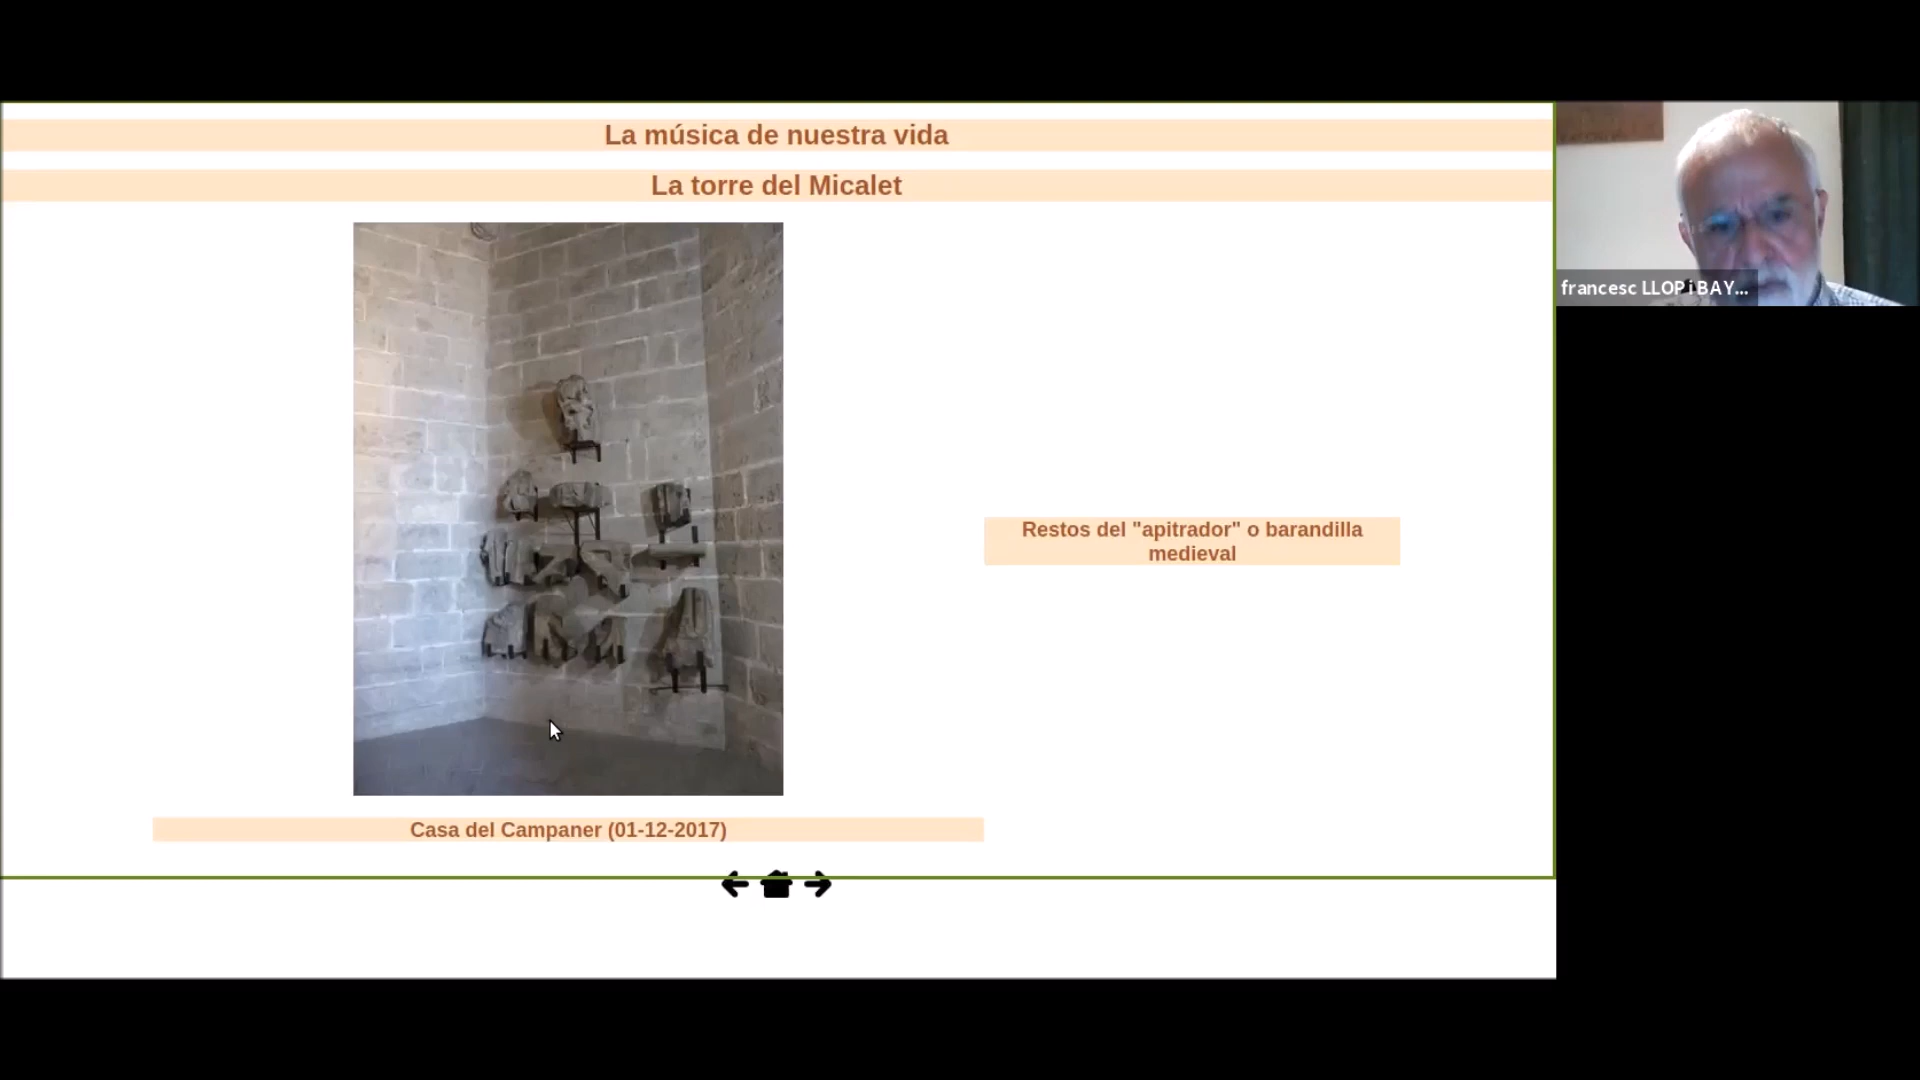 La música de nuestra vida
La torre del Micalet
Restos del "apitrador" o barandilla
medieval
Casa del Campaner (01-12-2017)
francesc LLOP i BAY...